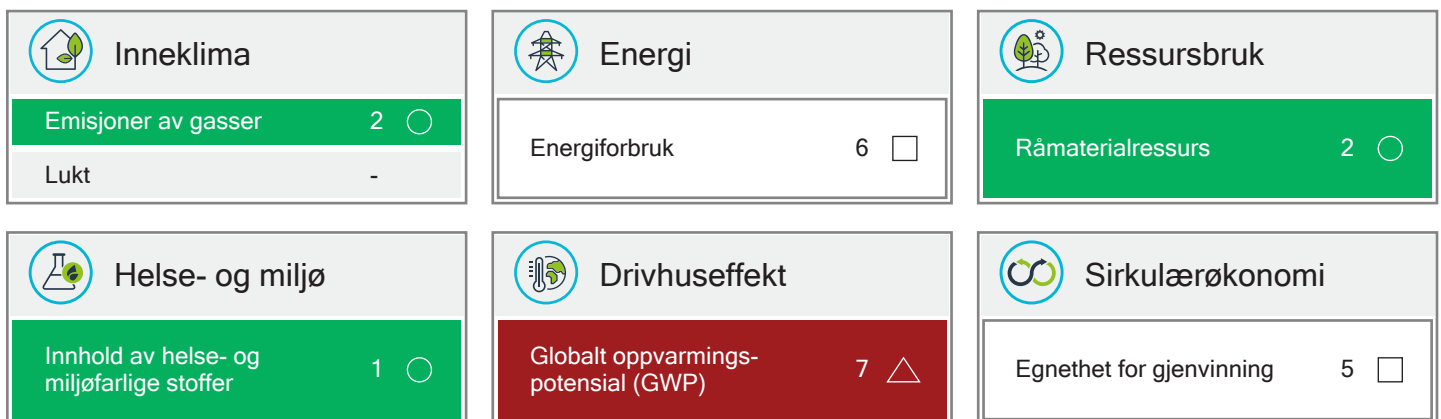 Inneklima
Emisjoner av gasser 2
Lukt -
Energi
Energiforbruk 6
Ressursbruk
Råmaterialressurs 2
Helse- og miljø
Innhold av helse- og
miljøfarlige stoffer 1
Drivhuseffekt
Globalt oppvarmings-
potensial (GWP) 7
Sirkulærøkonomi
Egnethet for gjenvinning 5